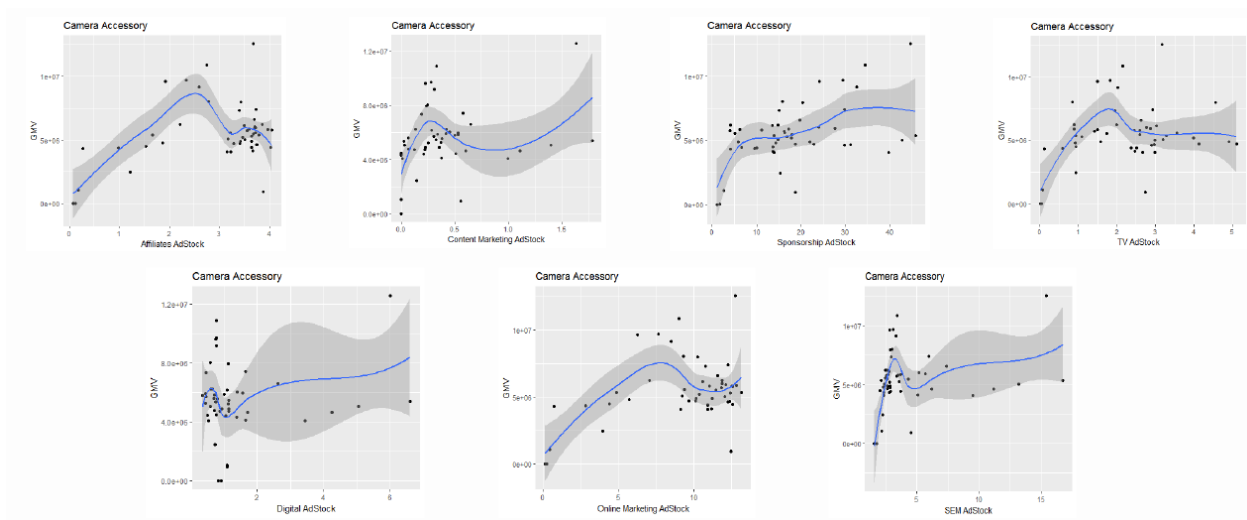 Camera Accessory
1e+07
5e+06
0e+00
GMV
0 1 2 3 4
Affiliates AdStock
Camera Accessory
1.2e+07
8.0e+06
4.0e+06
0.0e+00
GMV
0.0 0.5 1.0 1.5
Content Marketing AdStock
Camera Accessory
1e+07
5e+06
0e+00
GMV
0 10 20 30 40
Sponsorship AdStock
Camera Accessory
1e+07
5e+06
0e+00
GMV
0 1 2 3 4 5
TV AdStock
Camera Accessory
1.2e+07
8.0e+06
4.0e+06
0.0e+00
GMV
2 4 6
Digital AdStock
Camera Accessory
1e+07
5e+06
0e+00
GMV
0 5 10
Online Marketing AdStock
Camera Accessory
1e+07
5e+06
0e+00
GMV
5 10 15
SEM AdStock